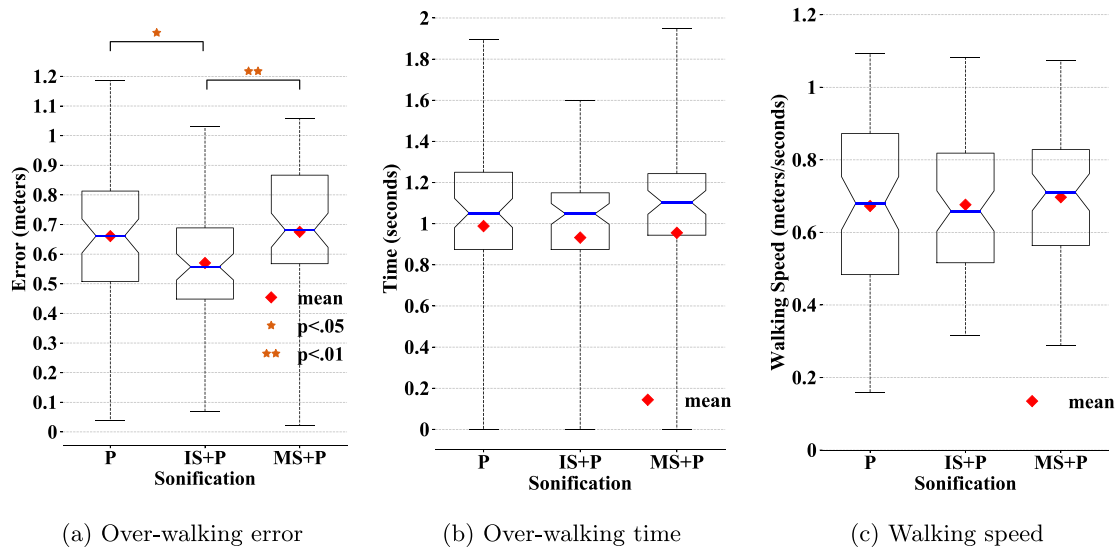 Error (meters)
1.2
1.1
1
0.9
0.8
0.7
0.6
0.5
0.4
0.3
0.2
0.1
0
mean
p<.05
p<.01
P IS+P MS+P
Sonification
(a) Over-walking error
Time (seconds)
2
1.8
1.6
1.4
1.2
1
0.8
0.6
0.4
0.2
0
mean
P IS+P MS+P
Sonification
(b) Over-walking time
Walking Speed (meters/seconds)
1.2
1
0.8
0.6
0.4
0.2
0
mean
P IS+P MS+P
Sonification
(c) Walking speed